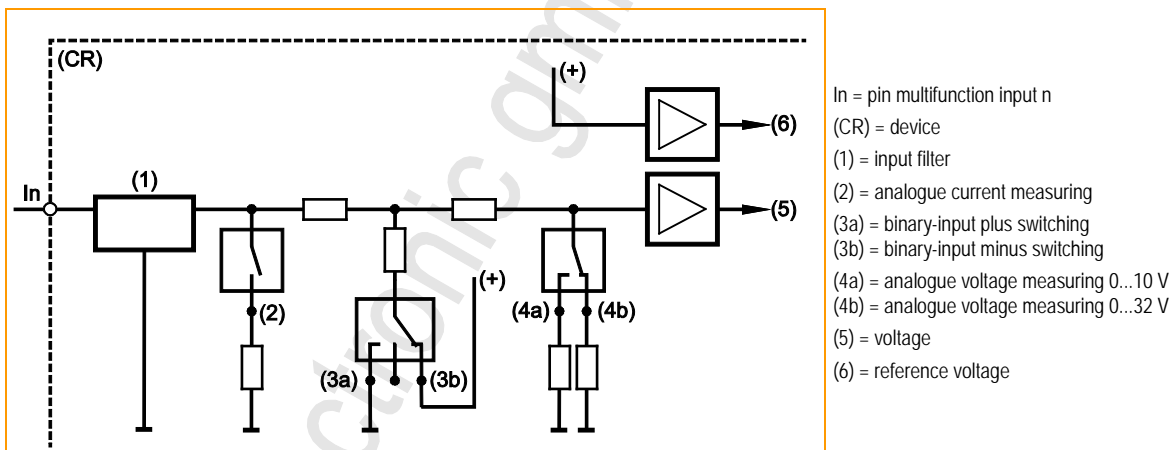 (CR)
(+)
(6)
In
(1)
(5)
(+)
(2)
(4a)
(4b)
(3a)
(3b)
ctronic gm
In = pin multifunction input n
(CR) = device
(1) = input filter
(2) = analogue current measuring
(3a) = binary-input plus switching
(3b) = binary-input minus switching
(4a) = analogue voltage measuring 0...10 V
(4b) = analogue voltage measuring 0...32 V
(5) = voltage
(6) = reference voltage